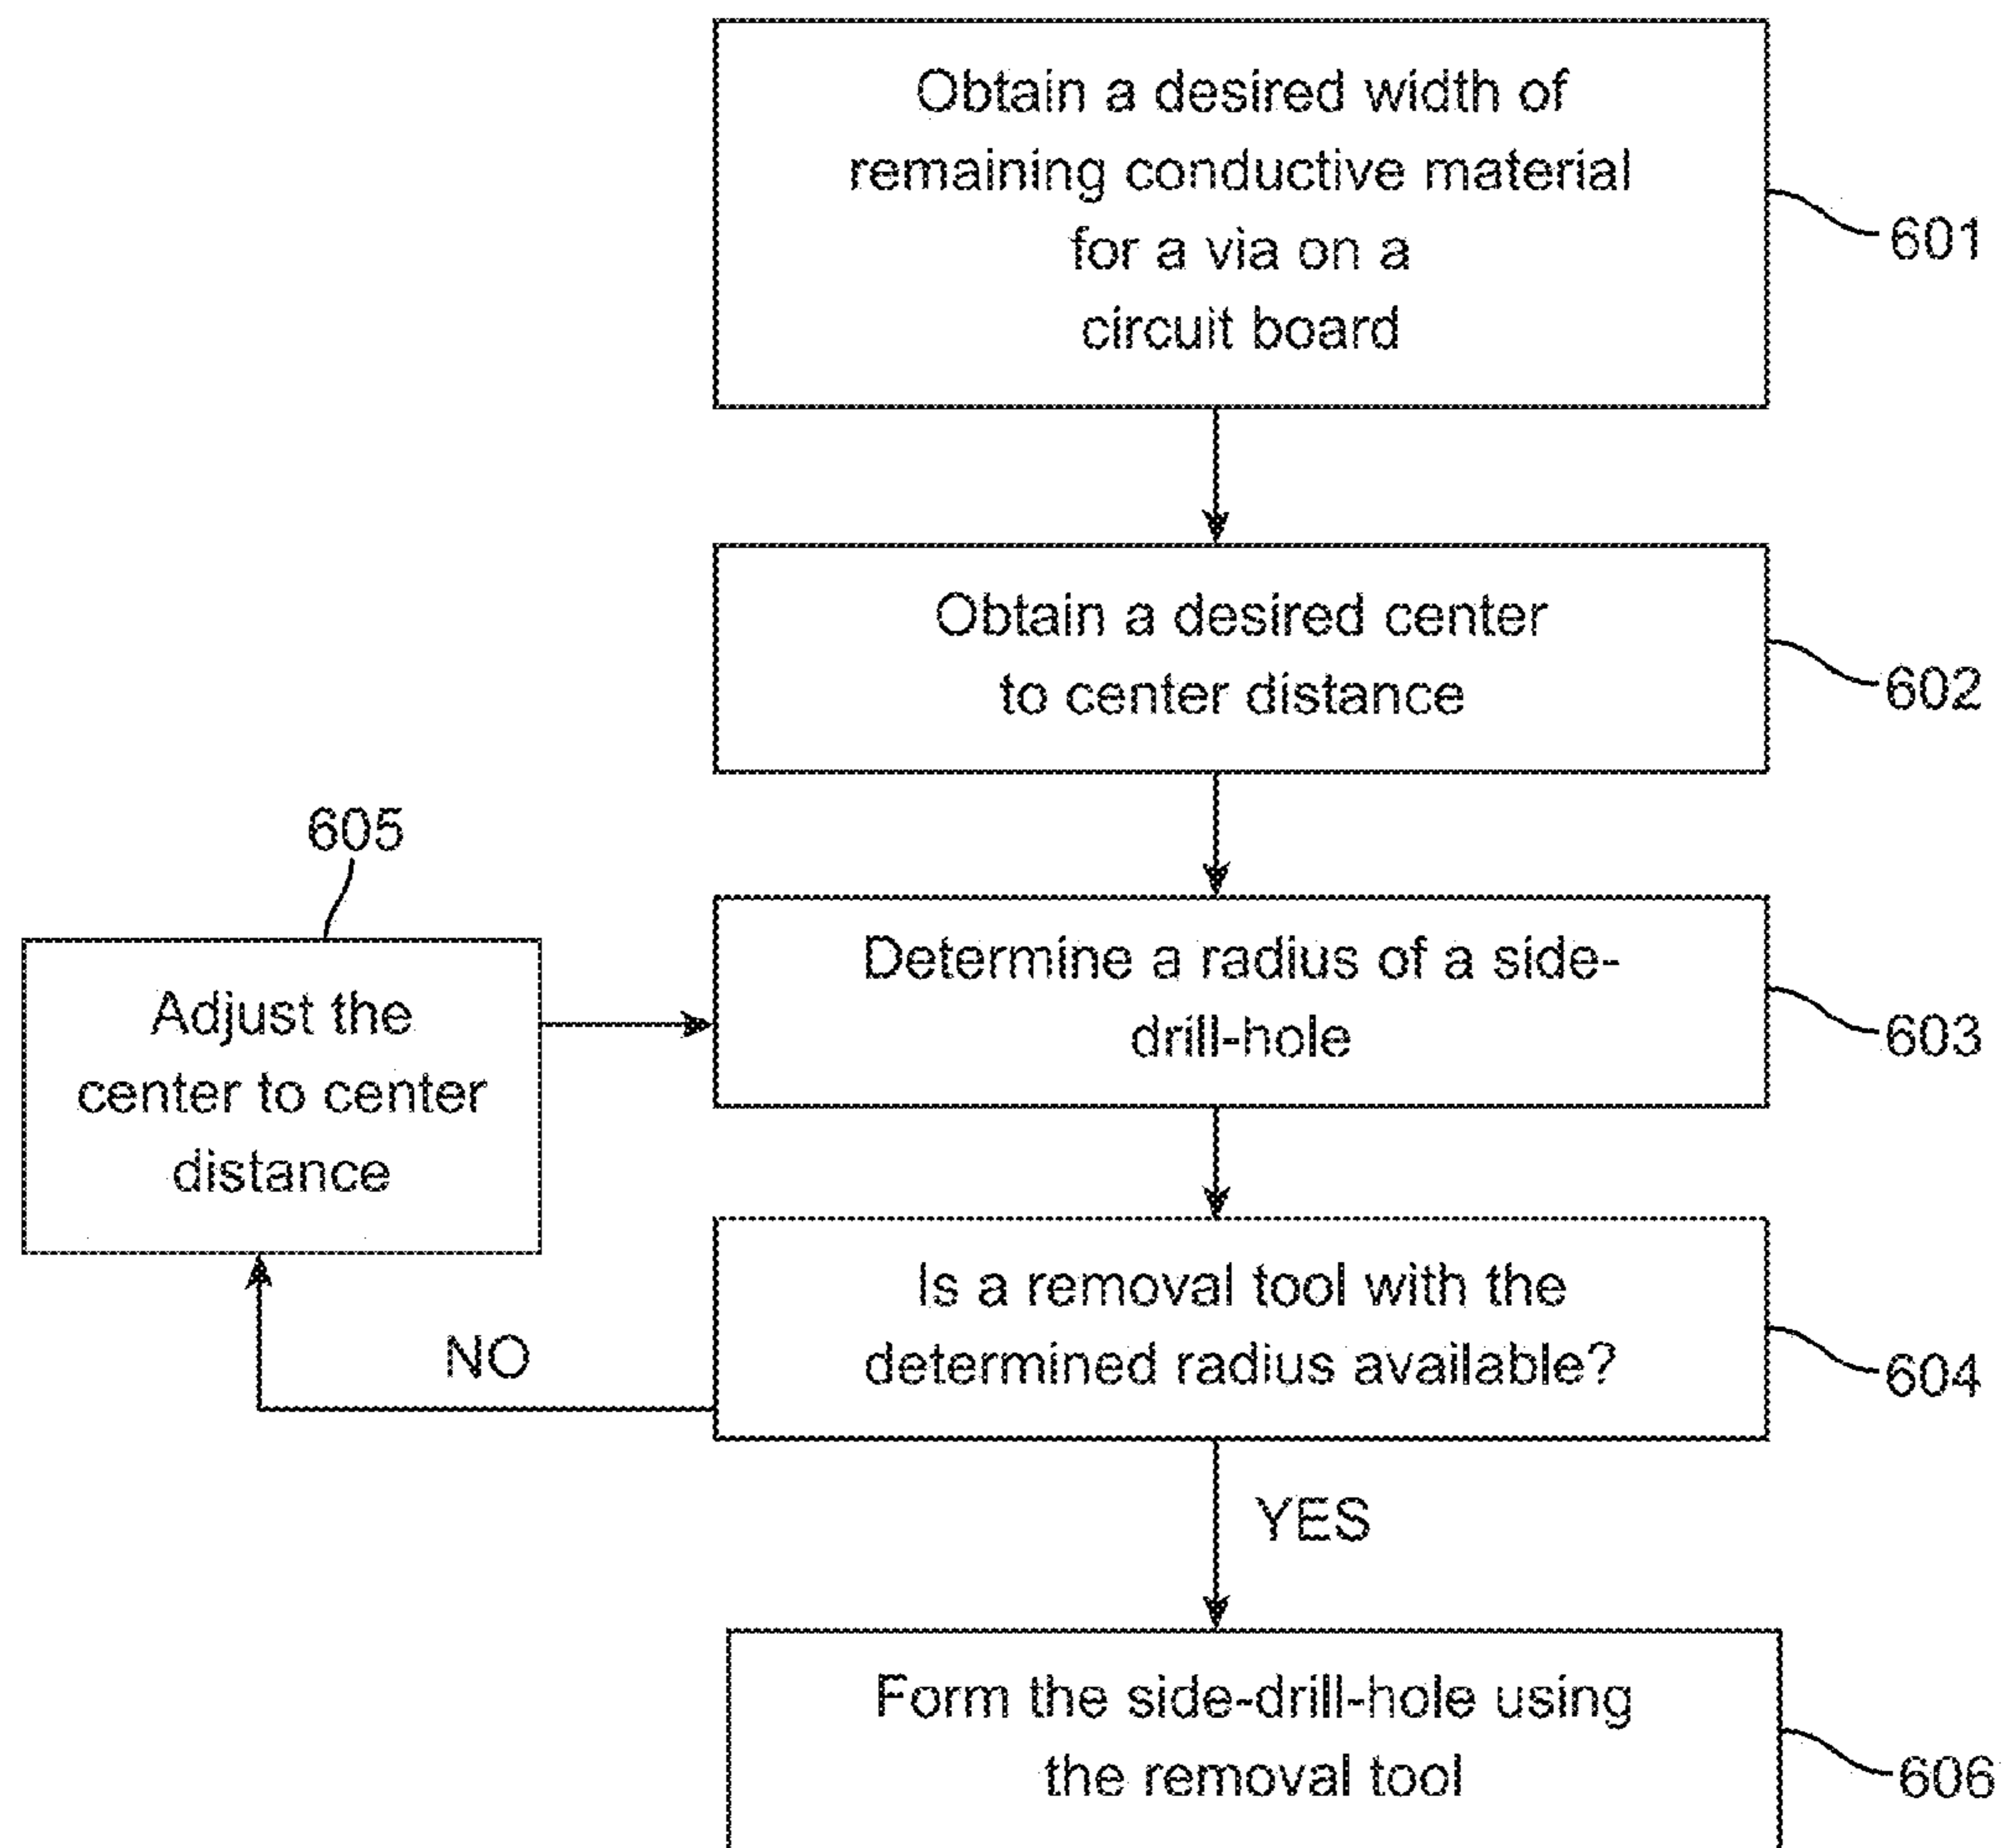 Obtain a desired width of
remaining conductive material
for a via on a
circuit board
601
Obtain a desired center
to center distance
602
605
Adjust the
center to center
distance
Determine a radius of a side-
drill-hole
603
Is a removal tool with the
determined radius available?
604
NO
YES
Form the side-drill-hole using
the removal tool
606